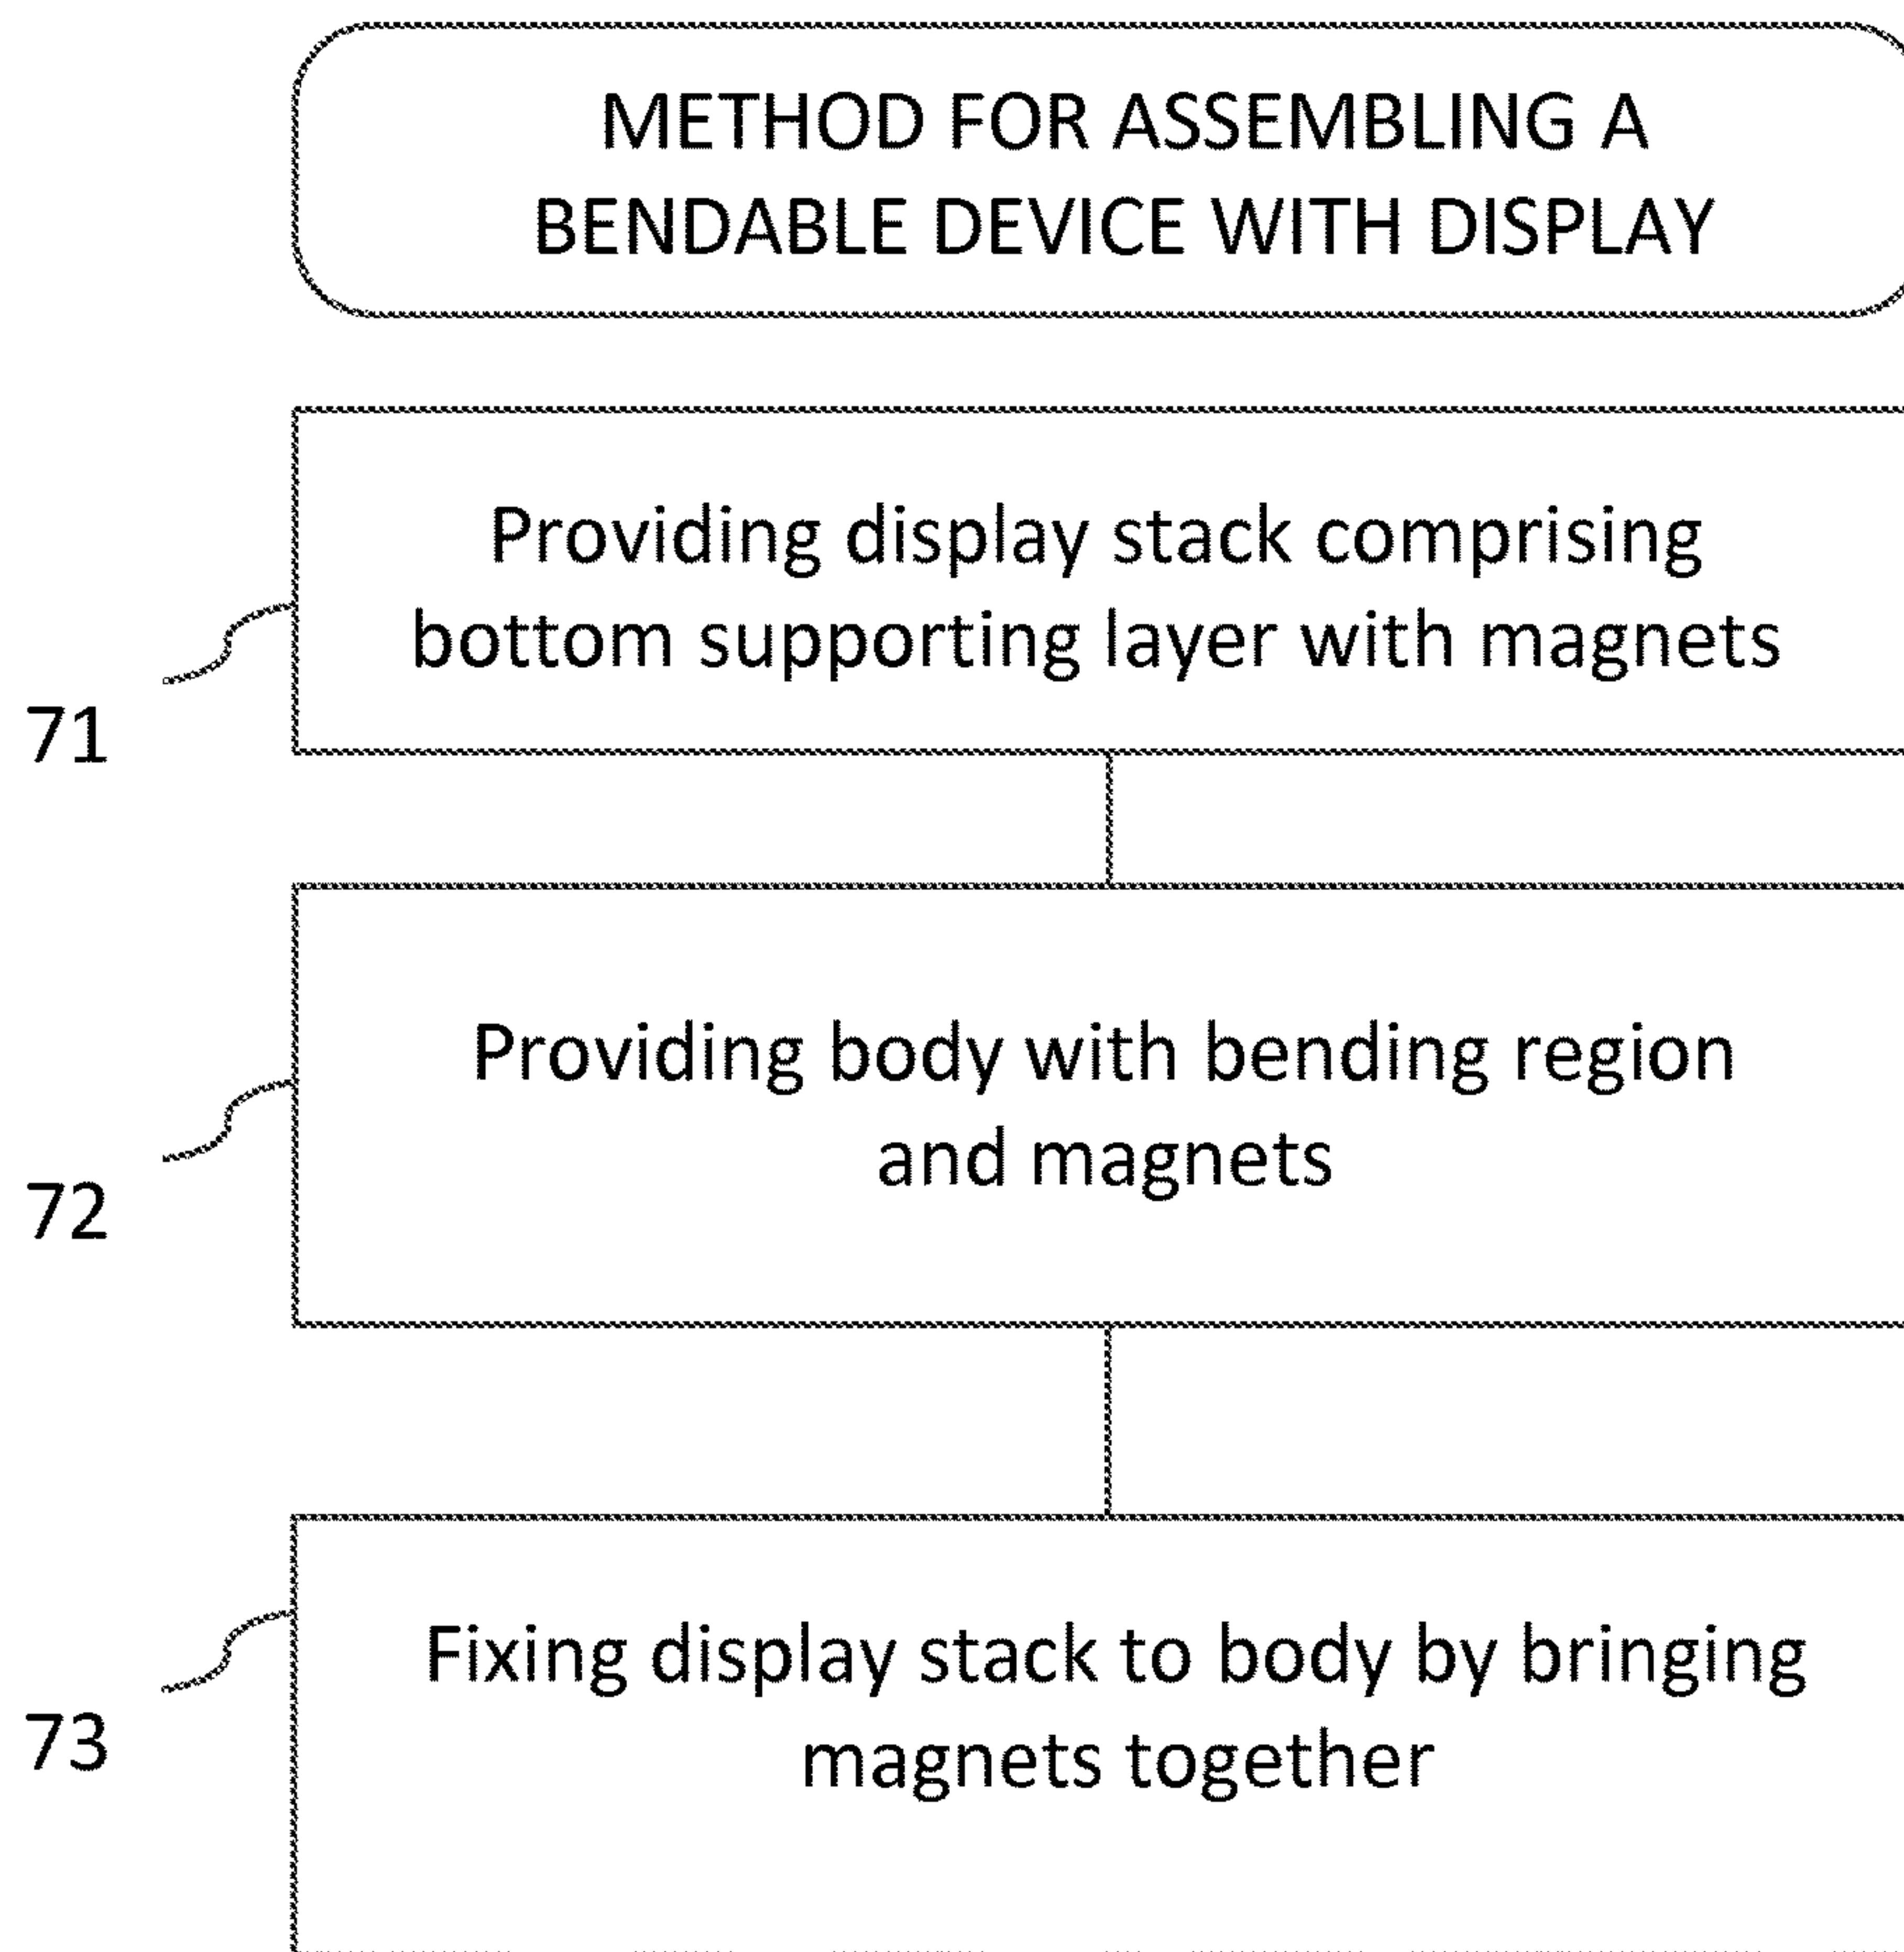 METHOD FOR ASSEMBLING A
BENDABLE DEVICE WITH DISPLAY
Providing display stack comprising
bottom supporting layer with magnets
71
Providing body with bending region
and magnets
72
Fixing display stack to body by bringing
magnets together
73